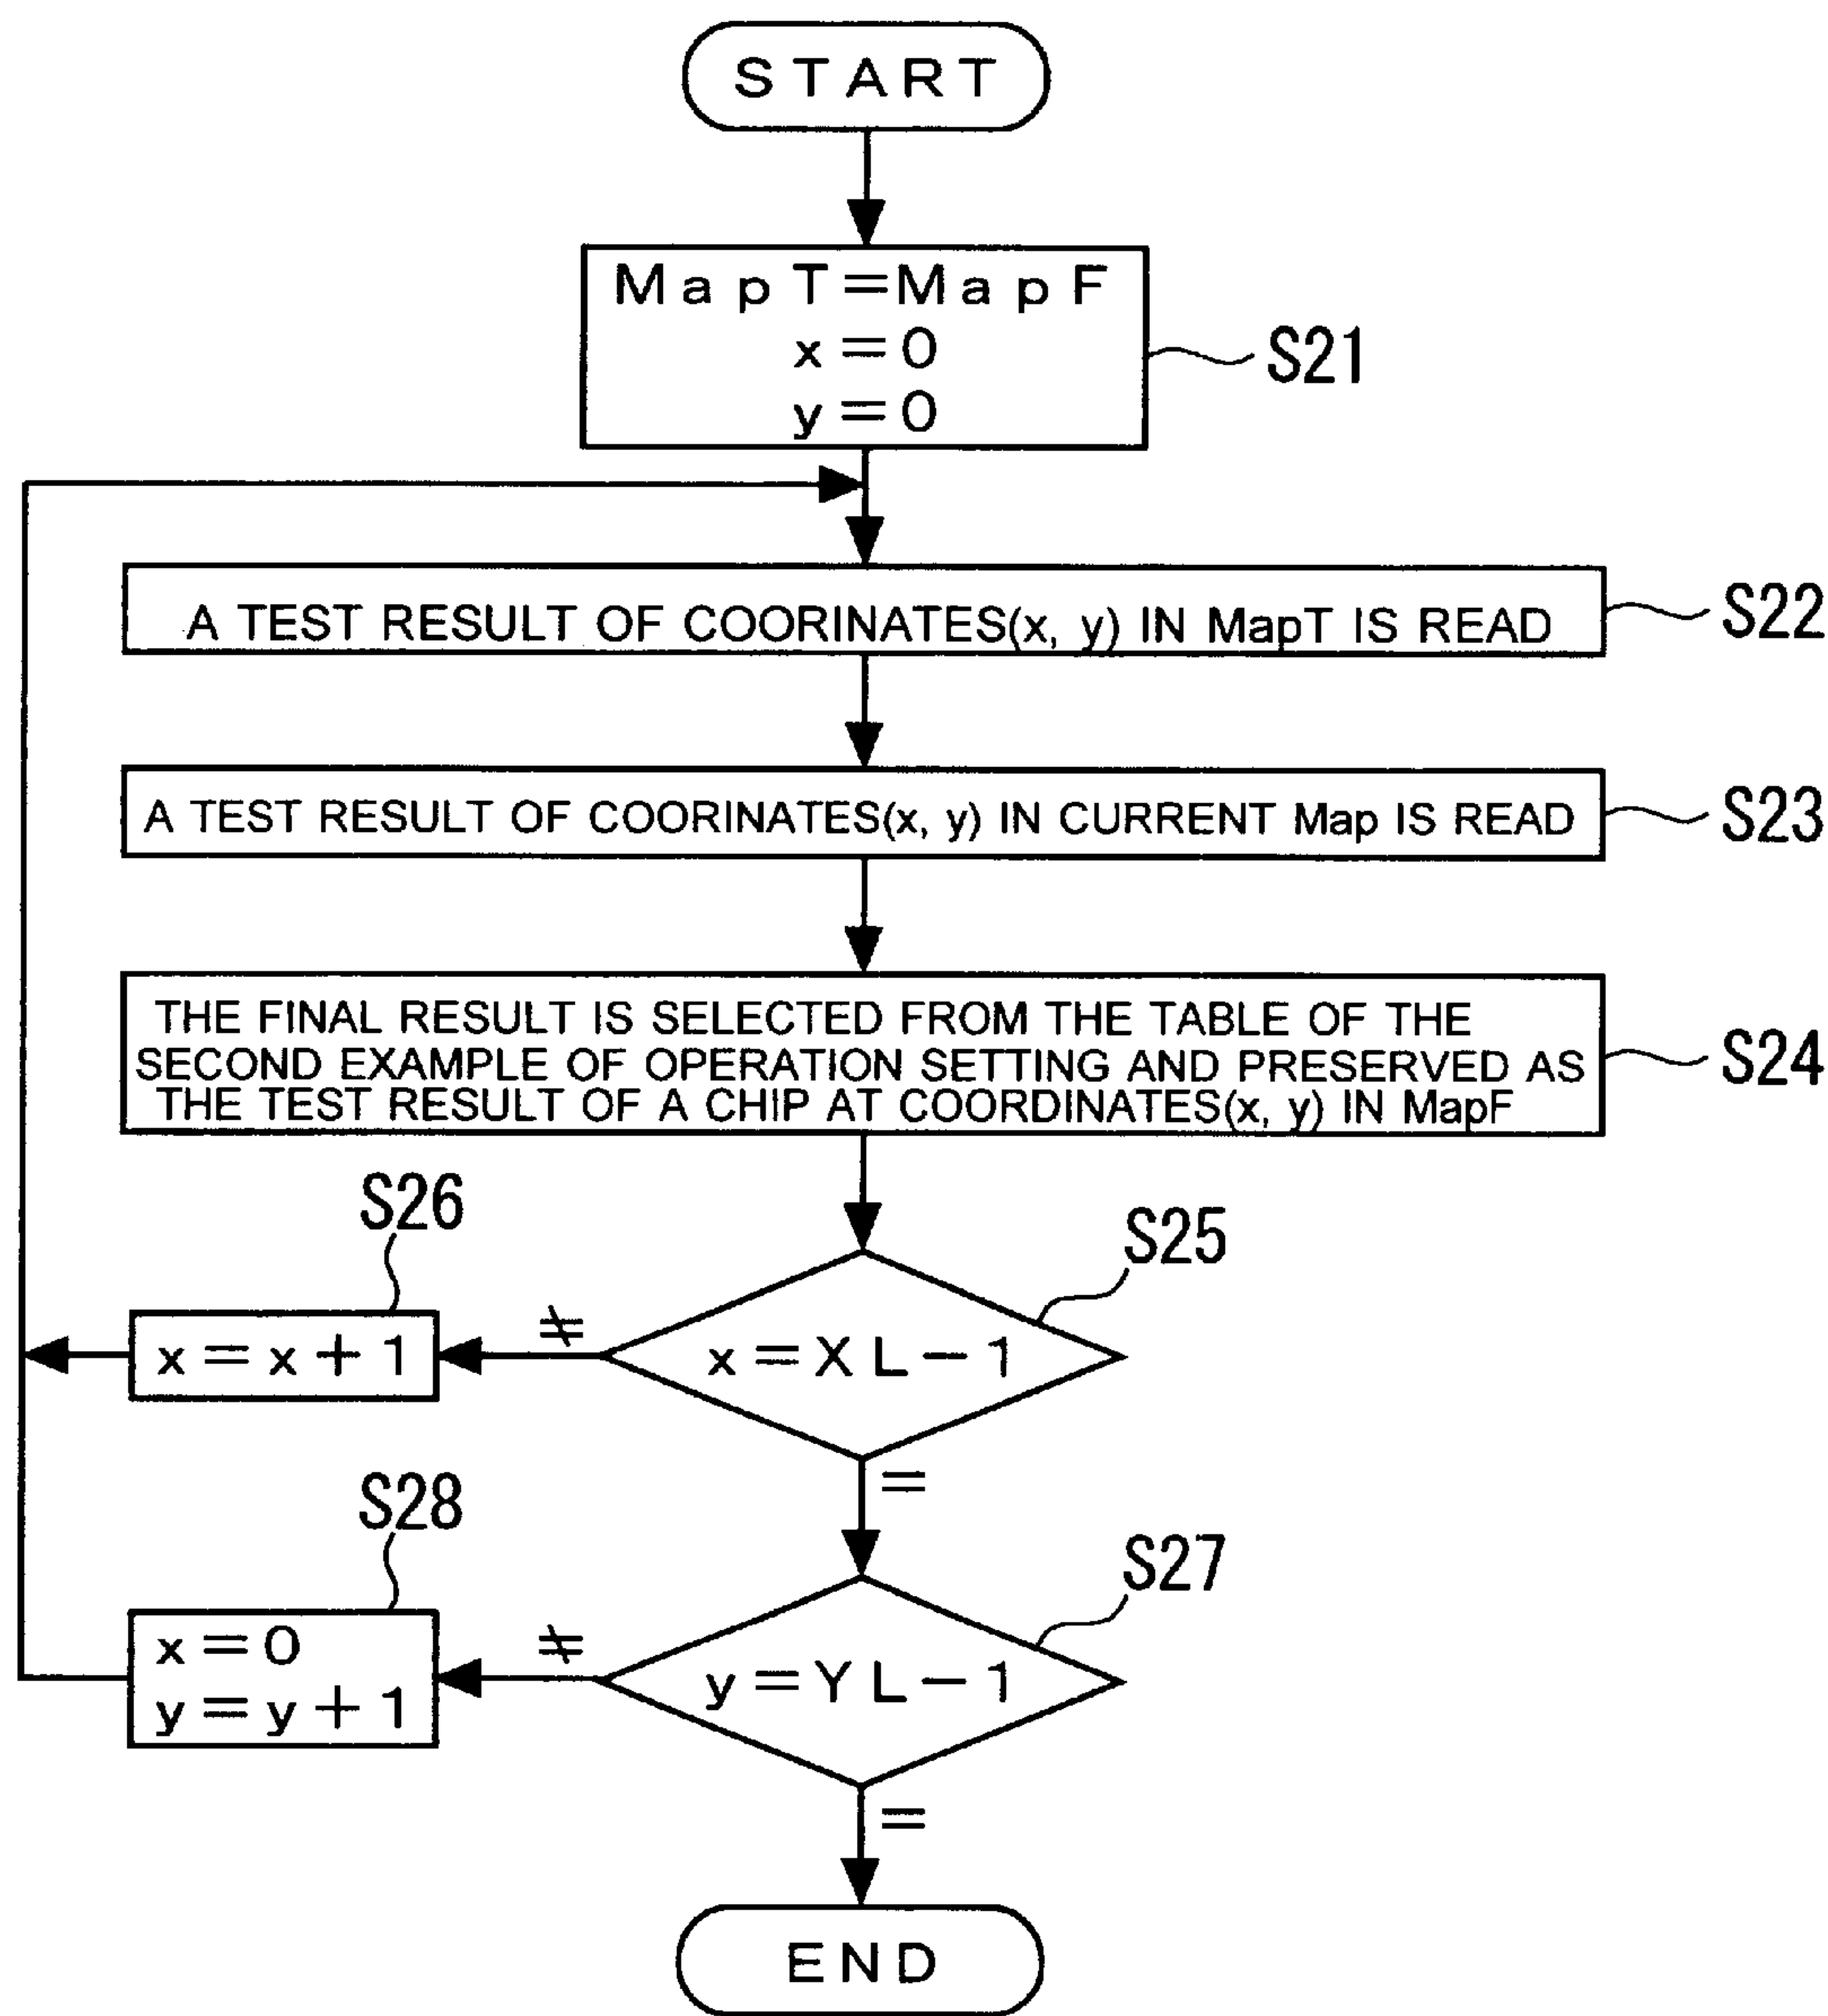 START
MapT=MapF
x=0
y=0
S21
A TEST RESULT OF COORINATES(x, y) IN MapT IS READ
S22
A TEST RESULT OF COORINATES(x, y) IN CURRENT Map IS READ
S23
THE FINAL RESULT IS SELECTED FROM THE TABLE OF THE
SECOND EXAMPLE OF OPERATION SETTING AND PRESERVED AS
THE TEST RESULT OF A CHIP AT COORDINATES(x, y) IN MapF
S24
S26
S25
x=x+1
≠
x=XL-1
=
S28
S27
x=0
y=y+1
≠
y=YL-1
=
END